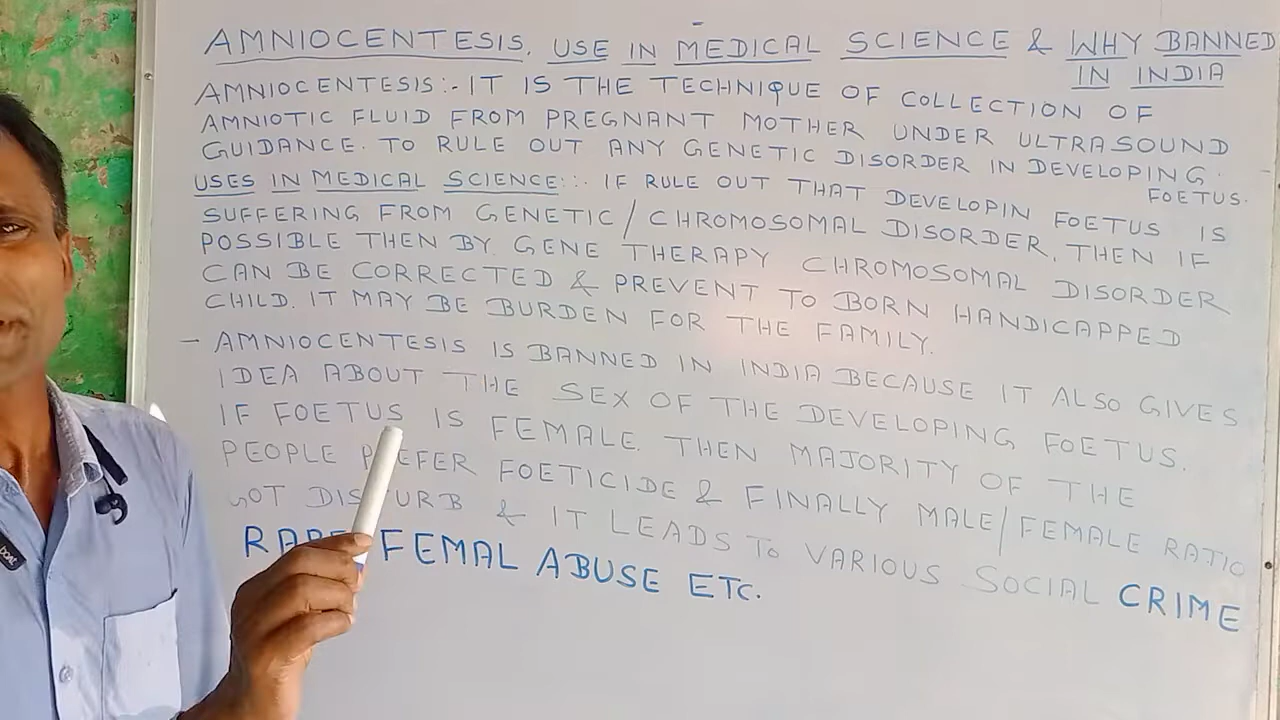 AMNIOCENTESIS. USE IN MEDICAL SCIENCE & WHY BANNED
IN INDIA
AMNIOCENTESIS:- IT IS THE TECHNIQUE OF COLLECTION OF
AMNIOTIC FLUID FROM PREGNANT MOTHER UNDER ULTRASOUND
GUIDANCE. TO RULE OUT ANY GENETIC DISORDER IN DEVELOPING
FOETUS.
USES IN MEDICAL SCIENCE::. IF RULE OUT THAT DEVELOPIN FOETUS IS
SUFFERING FROM GENETIC/CHROMOSOMAL DISORDER, THEN IF
POSSIBLE THEN BY GENE THERAPY CHROMOSOMAL DISORDER
CAN BE CORRECTED & PREVENT TO BORN HANDICAPPED
CHILD. IT MAY BE BURDEN FOR THE FAMILY.
- AMNIOCENTESIS IS BANNED IN INDIA BECAUSE IT ALSO GIVES
IDEA ABOUT THE SEX OF THE DEVELOPING FOETUS.
IF FOETUS IS FEMALE. THEN MAJORITY OF THE
PEOPLE PREFER FOETICIDE & FINALLY MALE/FEMALE RATIO
GOT DISTURB & IT LEADS TO VARIOUS SOCIAL CRIME
RAPE FEMAL ABUSE ETC.
boat